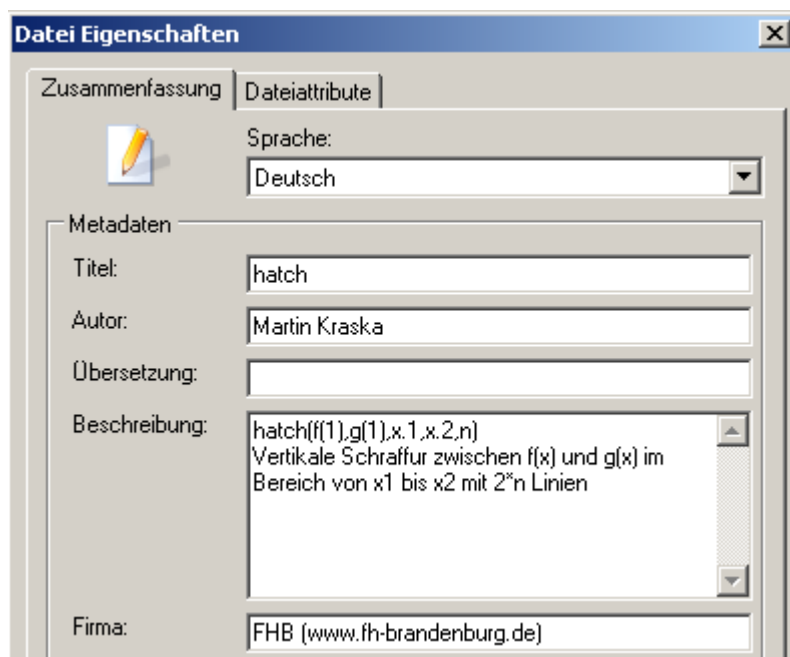 Datei Eigenschaften
Zusammenfassung
Dateiattribute
Sprache:
Deutsch
Metadaten
Titel:
hatch
Autor:
Martin Kraska
Übersetzung:
Beschreibung:
hatch(f(1),g(1),x.1,x.2,n)
Vertikale Schraffur zwischen f(x) und g(x) im
Bereich von x1 bis x2 mit 2*n Linien
Firma:
FHB (www.fh-brandenburg.de)